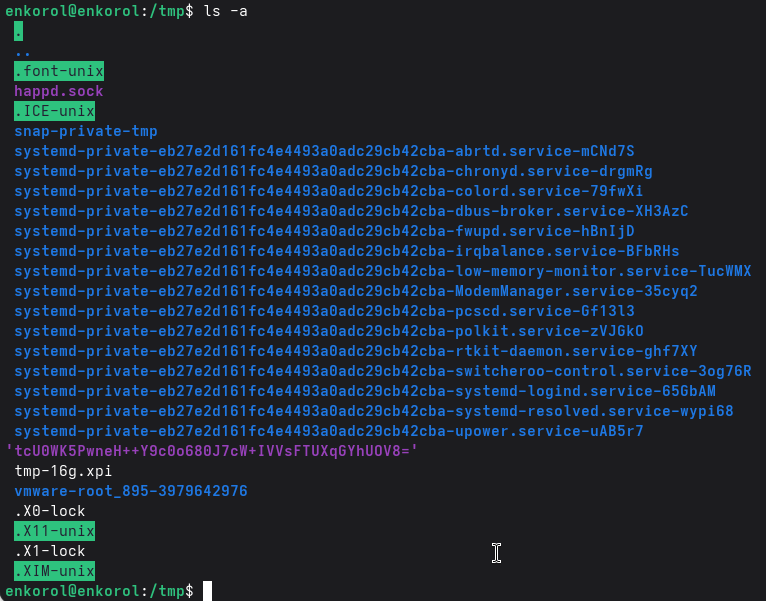 enkorol@enkorol:/tmp$ ls -a
.
..
.font-unix
happd.sock
.ICE-unix
snap-private-tmp
systemd-private-eb27e2d161fc4e4493a0adc29cb42cba-abrtd.service-mCNd7S
systemd-private-eb27e2d161fc4e4493a0adc29cb42cba-chronyd.service-drgmRg
systemd-private-eb27e2d161fc4e4493a0adc29cb42cba-colord.service-79fwXi
systemd-private-eb27e2d161fc4e4493a0adc29cb42cba-dbus-broker.service-XH3AzC
systemd-private-eb27e2d161fc4e4493a0adc29cb42cba-fwupd.service-hBnIjD
systemd-private-eb27e2d161fc4e4493a0adc29cb42cba-irqbalance.service-BFbRHs
systemd-private-eb27e2d161fc4e4493a0adc29cb42cba-low-memory-monitor.service-TucWMX
systemd-private-eb27e2d161fc4e4493a0adc29cb42cba-ModemManager.service-35cyq2
systemd-private-eb27e2d161fc4e4493a0adc29cb42cba-pcscd.service-Gf13l3
systemd-private-eb27e2d161fc4e4493a0adc29cb42cba-polkit.service-zVJGkO
systemd-private-eb27e2d161fc4e4493a0adc29cb42cba-rtkit-daemon.service-ghf7XY
systemd-private-eb27e2d161fc4e4493a0adc29cb42cba-switcheroo-control.service-3og76R
systemd-private-eb27e2d161fc4e4493a0adc29cb42cba-systemd-logind.service-65GbAM
systemd-private-eb27e2d161fc4e4493a0adc29cb42cba-systemd-resolved.service-wypi68
systemd-private-eb27e2d161fc4e4493a0adc29cb42cba-upower.service-uAB5r7
'tcU0WK5PwneH++Y9c0o680J7cW+IVVsFTUXqGYhUOV8='
tmp-16g.xpi
vmware-root_895-3979642976
.X0-lock
.X11-unix
.X1-lock
.XIM-unix
enkorol@enkorol:/tmp$